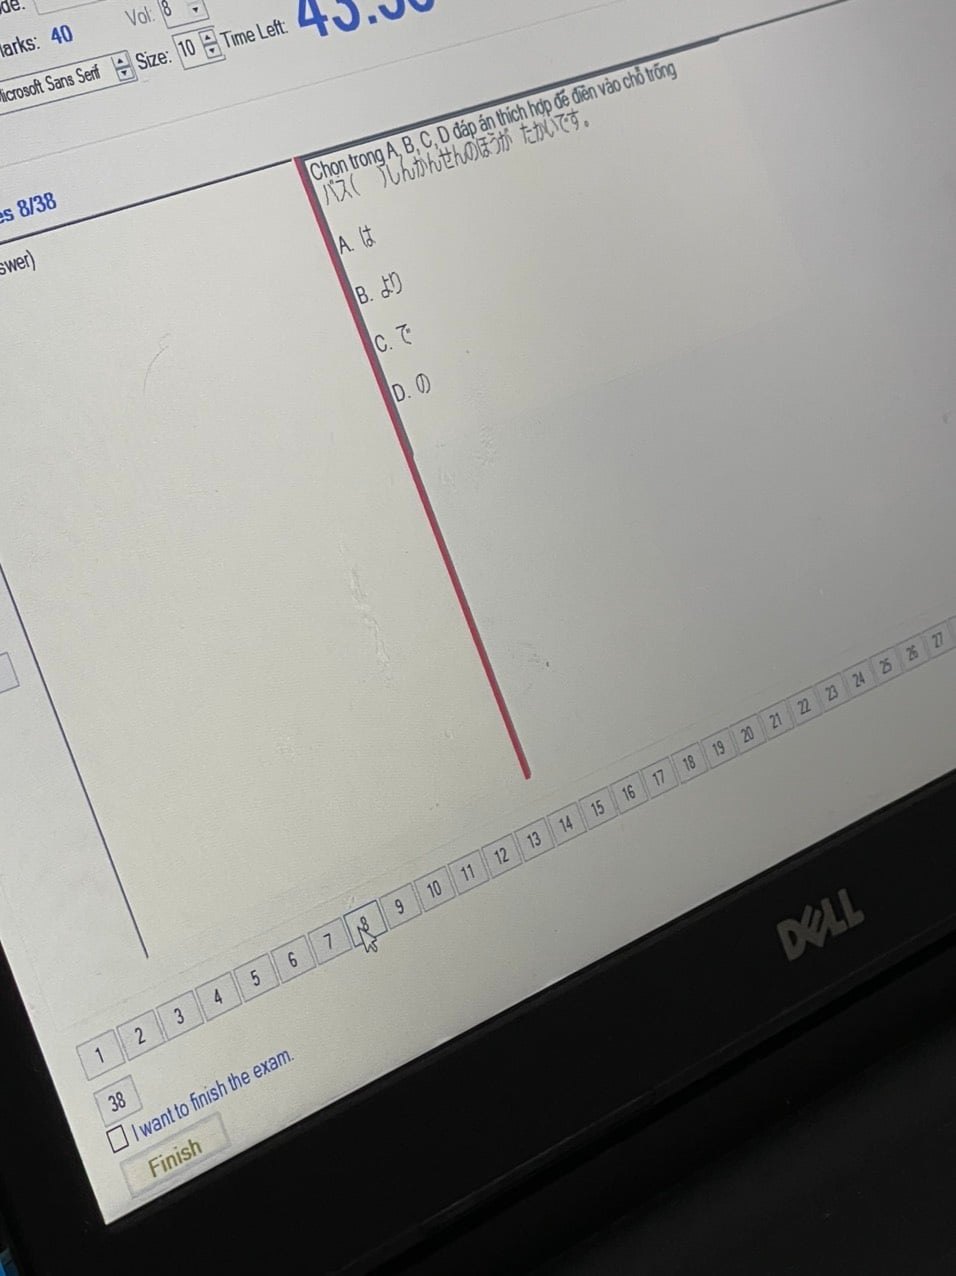 Vol: 8
arks: 40
Microsoft Sans Serif
Size: 10
Time Left:
8/38
swer)
Chọn trong A, B, C, D đáp án thích hợp để điền vào chỗ trống
バス( )しんかんせんのほうが たかいです。
A. は
B. より
C. で
D. の
1 2 3 4 5 6 7 8 9 10 11 12 13 14 15 16 17 18 19 20 21 22 23 24 25 26 27
38
I want to finish the exam.
Finish
DELL